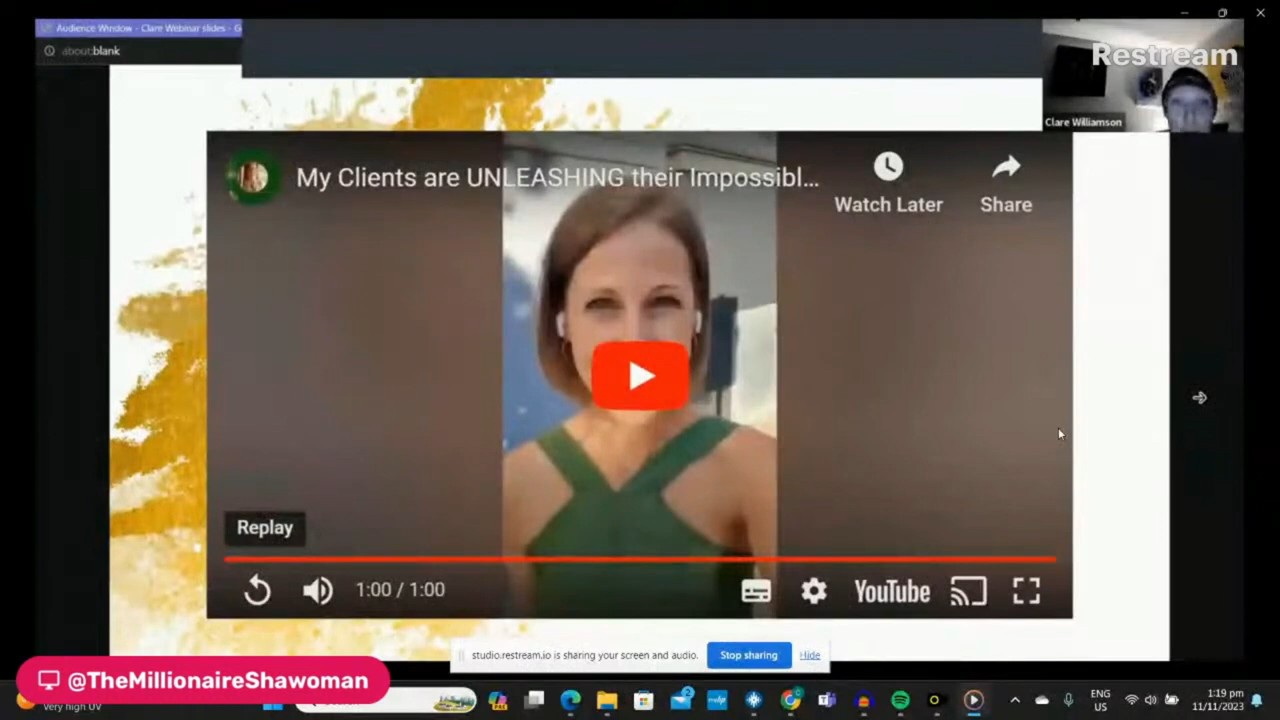 Audience Window - Clare Webinar slides - G
about:blank
Restream
Clare Williamson
My Clients are UNLEASHING their Impossibl...
Watch Later
Share
Replay
1:00 / 1:00
YouTube
studio.restream.io is sharing your screen and audio.
Stop sharing
Hide
@TheMillionaireShawoman
Very high UV
ENG
US
1:19 pm
11/11/2023